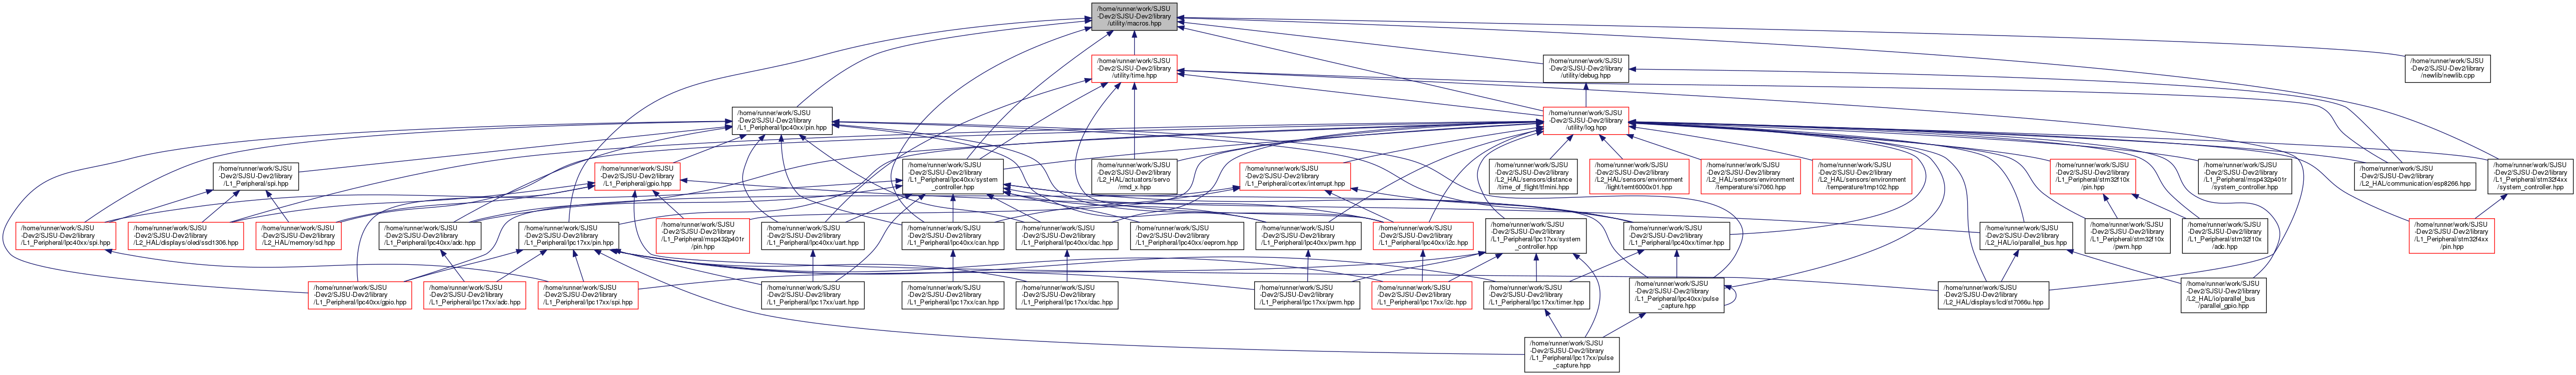 /home/runner/work/SJSU
-Dev2/SJSU-Dev2/library
/utility/macros.hpp
/home/runner/work/SJSU
-Dev2/SJSU-Dev2/library
/utility/time.hpp
/home/runner/work/SJSU
-Dev2/SJSU-Dev2/library
/utility/debug.hpp
/home/runner/work/SJSU
-Dev2/SJSU-Dev2/library
/newlib/newlib.cpp
/home/runner/work/SJSU
-Dev2/SJSU-Dev2/library
/L1_Peripheral/lpc40xx/pin.hpp
/home/runner/work/SJSU
-Dev2/SJSU-Dev2/library
/utility/log.hpp
/home/runner/work/SJSU
-Dev2/SJSU-Dev2/library
/L1_Peripheral/spi.hpp
/home/runner/work/SJSU
-Dev2/SJSU-Dev2/library
/L1_Peripheral/gpio.hpp
/home/runner/work/SJSU
-Dev2/SJSU-Dev2/library
/L1_Peripheral/lpc40xx/system
_controller.hpp
/home/runner/work/SJSU
-Dev2/SJSU-Dev2/library
/L2_HAL/actuators/servo
/rmd_x.hpp
/home/runner/work/SJSU
-Dev2/SJSU-Dev2/library
/L1_Peripheral/cortex/interrupt.hpp
/home/runner/work/SJSU
-Dev2/SJSU-Dev2/library
/L2_HAL/sensors/distance
/time_of_flight/tfmini.hpp
/home/runner/work/SJSU
-Dev2/SJSU-Dev2/library
/L2_HAL/sensors/environment
/light/temt6000x01.hpp
/home/runner/work/SJSU
-Dev2/SJSU-Dev2/library
/L2_HAL/sensors/environment
/temperature/si7060.hpp
/home/runner/work/SJSU
-Dev2/SJSU-Dev2/library
/L2_HAL/sensors/environment
/temperature/tmp102.hpp
/home/runner/work/SJSU
-Dev2/SJSU-Dev2/library
/L1_Peripheral/stm32f10x
/pin.hpp
/home/runner/work/SJSU
-Dev2/SJSU-Dev2/library
/L1_Peripheral/msp432p401r
/system_controller.hpp
/home/runner/work/SJSU
-Dev2/SJSU-Dev2/library
/L2_HAL/communication/esp8266.hpp
/home/runner/work/SJSU
-Dev2/SJSU-Dev2/library
/L1_Peripheral/stm32f4xx
/system_controller.hpp
/home/runner/work/SJSU
-Dev2/SJSU-Dev2/library
/L1_Peripheral/lpc40xx/spi.hpp
/home/runner/work/SJSU
-Dev2/SJSU-Dev2/library
/L2_HAL/displays/oled/ssd1306.hpp
/home/runner/work/SJSU
-Dev2/SJSU-Dev2/library
/L2_HAL/memory/sd.hpp
/home/runner/work/SJSU
-Dev2/SJSU-Dev2/library
/L1_Peripheral/lpc40xx/adc.hpp
/home/runner/work/SJSU
-Dev2/SJSU-Dev2/library
/L1_Peripheral/lpc17xx/pin.hpp
/home/runner/work/SJSU
-Dev2/SJSU-Dev2/library
/L1_Peripheral/msp432p401r
/pin.hpp
/home/runner/work/SJSU
-Dev2/SJSU-Dev2/library
/L1_Peripheral/lpc40xx/uart.hpp
/home/runner/work/SJSU
-Dev2/SJSU-Dev2/library
/L1_Peripheral/lpc40xx/can.hpp
/home/runner/work/SJSU
-Dev2/SJSU-Dev2/library
/L1_Peripheral/lpc40xx/dac.hpp
/home/runner/work/SJSU
-Dev2/SJSU-Dev2/library
/L1_Peripheral/lpc40xx/eeprom.hpp
/home/runner/work/SJSU
-Dev2/SJSU-Dev2/library
/L1_Peripheral/lpc40xx/pwm.hpp
/home/runner/work/SJSU
-Dev2/SJSU-Dev2/library
/L1_Peripheral/lpc40xx/i2c.hpp
/home/runner/work/SJSU
-Dev2/SJSU-Dev2/library
/L1_Peripheral/lpc17xx/system
_controller.hpp
/home/runner/work/SJSU
-Dev2/SJSU-Dev2/library
/L1_Peripheral/lpc40xx/timer.hpp
/home/runner/work/SJSU
-Dev2/SJSU-Dev2/library
/L2_HAL/io/parallel_bus.hpp
/home/runner/work/SJSU
-Dev2/SJSU-Dev2/library
/L1_Peripheral/stm32f10x
/pwm.hpp
/home/runner/work/SJSU
-Dev2/SJSU-Dev2/library
/L1_Peripheral/stm32f10x
/adc.hpp
/home/runner/work/SJSU
-Dev2/SJSU-Dev2/library
/L1_Peripheral/stm32f4xx
/pin.hpp
/home/runner/work/SJSU
-Dev2/SJSU-Dev2/library
/L1_Peripheral/lpc40xx/gpio.hpp
/home/runner/work/SJSU
-Dev2/SJSU-Dev2/library
/L1_Peripheral/lpc17xx/adc.hpp
/home/runner/work/SJSU
-Dev2/SJSU-Dev2/library
/L1_Peripheral/lpc17xx/spi.hpp
/home/runner/work/SJSU
-Dev2/SJSU-Dev2/library
/L1_Peripheral/lpc17xx/uart.hpp
/home/runner/work/SJSU
-Dev2/SJSU-Dev2/library
/L1_Peripheral/lpc17xx/can.hpp
/home/runner/work/SJSU
-Dev2/SJSU-Dev2/library
/L1_Peripheral/lpc17xx/dac.hpp
/home/runner/work/SJSU
-Dev2/SJSU-Dev2/library
/L1_Peripheral/lpc17xx/pwm.hpp
/home/runner/work/SJSU
-Dev2/SJSU-Dev2/library
/L1_Peripheral/lpc17xx/i2c.hpp
/home/runner/work/SJSU
-Dev2/SJSU-Dev2/library
/L1_Peripheral/lpc17xx/timer.hpp
/home/runner/work/SJSU
-Dev2/SJSU-Dev2/library
/L1_Peripheral/lpc40xx/pulse
_capture.hpp
/home/runner/work/SJSU
-Dev2/SJSU-Dev2/library
/L2_HAL/displays/lcd/st7066u.hpp
/home/runner/work/SJSU
-Dev2/SJSU-Dev2/library
/L2_HAL/io/parallel_bus
/parallel_gpio.hpp
/home/runner/work/SJSU
-Dev2/SJSU-Dev2/library
/L1_Peripheral/lpc17xx/pulse
_capture.hpp